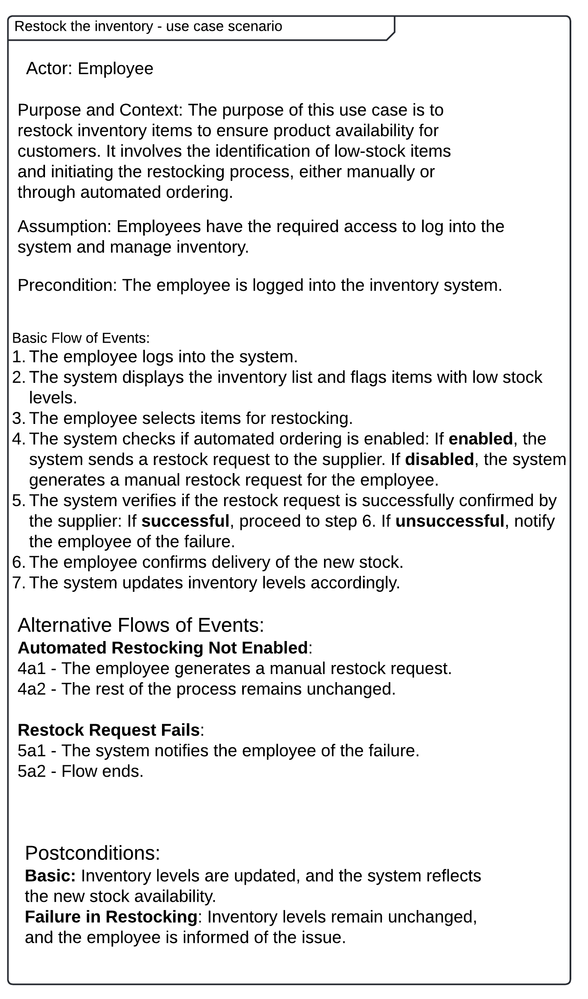 Restock the inventory - use case scenario
Actor: Employee
Purpose and Context: The purpose of this use case is to
restock inventory items to ensure product availability for
customers. It involves the identification of low-stock items
and initiating the restocking process, either manually or
through automated ordering.
Assumption: Employees have the required access to log into the
system and manage inventory.
Precondition: The employee is logged into the inventory system.
Basic Flow of Events:
1. The employee logs into the system.
2. The system displays the inventory list and flags items with low stock
levels.
3. The employee selects items for restocking.
4. The system checks if automated ordering is enabled: If enabled, the
system sends a restock request to the supplier. If disabled, the system
generates a manual restock request for the employee.
5. The system verifies if the restock request is successfully confirmed by
the supplier: If successful, proceed to step 6. If unsuccessful, notify
the employee of the failure.
6. The employee confirms delivery of the new stock.
7. The system updates inventory levels accordingly.
Alternative Flows of Events:
Automated Restocking Not Enabled:
4a1 - The employee generates a manual restock request.
4a2 - The rest of the process remains unchanged.
Restock Request Fails:
5a1 - The system notifies the employee of the failure.
5a2 - Flow ends.
Postconditions:
Basic: Inventory levels are updated, and the system reflects
the new stock availability.
Failure in Restocking: Inventory levels remain unchanged,
and the employee is informed of the issue.